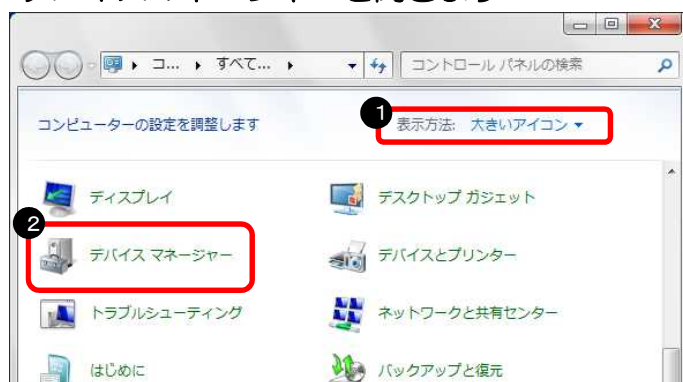 コ... ▸ すべて... ▸
コントロール パネルの検索
コンピューターの設定を調整します
1
表示方法: 大きいアイコン ▼
ディスプレイ
デスクトップ ガジェット
2
デバイス マネージャー
デバイスとプリンター
トラブルシューティング
ネットワークと共有センター
はじめに
バックアップと復元